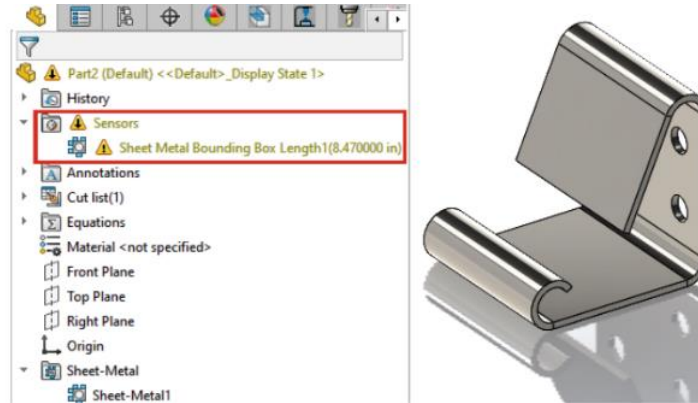 Part2 (Default) <<Default>_Display State 1>
History
Sensors
Sheet Metal Bounding Box Length1(8.470000 in)
Annotations
Cut list(1)
Equations
Material <not specified>
Front Plane
Top Plane
Right Plane
Origin
Sheet-Metal
Sheet-Metal1